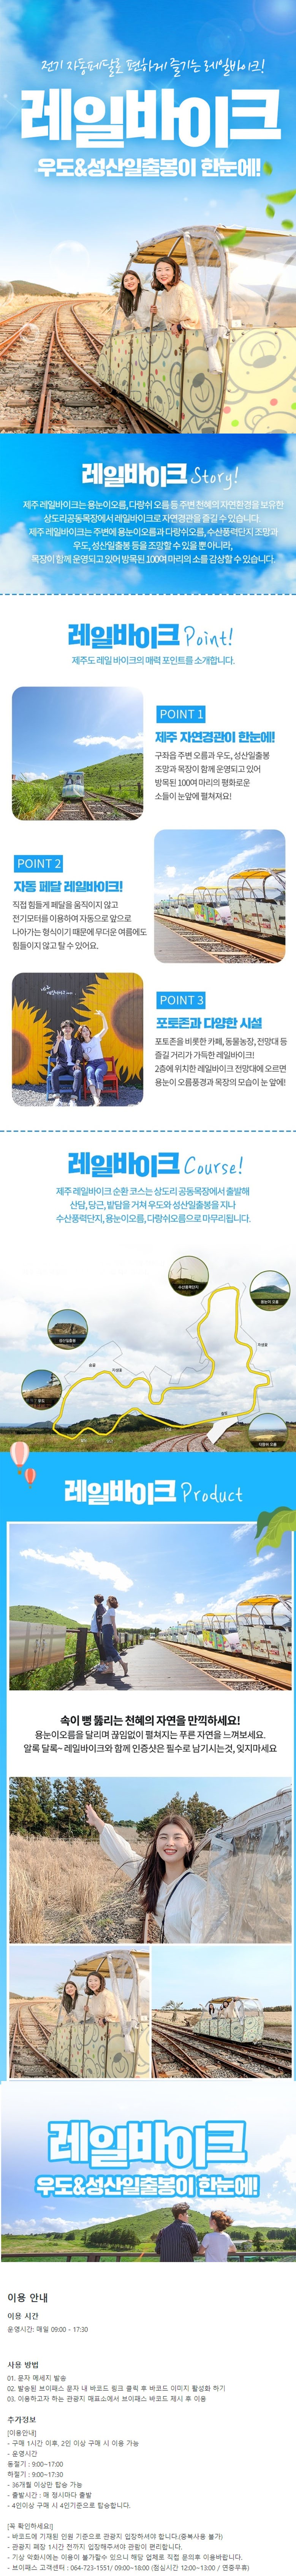 전기 자동페달로 편하게 즐기는 레일바이크!
레일바이크
우도&성산일출봉이 한눈에!
레일바이크 Story!
제주 레일바이크는 용눈이오름, 다랑쉬 오름 등 주변 천혜의 자연환경을 보유한
상도리공동목장에서 레일바이크로 자연경관을 즐길 수 있습니다.
제주 레일바이크는 주변에 용눈이오름과 다랑쉬오름, 수산풍력단지 조망과
우도, 성산일출봉 등을 조망할 수 있을 뿐 아니라,
목장이 함께 운영되고 있어 방목된 100여 마리의 소를 감상할 수 있습니다.
레일바이크 Point!
제주도 레일 바이크의 매력 포인트를 소개합니다.
POINT 1
제주 자연경관이 한눈에!
구좌읍 주변 오름과 우도, 성산일출봉
조망과 목장이 함께 운영되고 있어
방목된 100여 마리의 평화로운
소들이 눈앞에 펼쳐져요!
POINT 2
자동 페달 레일바이크!
직접 힘들게 페달을 움직이지 않고
전기모터를 이용하여 자동으로 앞으로
나아가는 형식이기 때문에 무더운 여름에도
힘들이지 않고 탈 수 있어요.
POINT 3
포토존과 다양한 시설
포토존을 비롯한 카페, 동물농장, 전망대 등
즐길 거리가 가득한 레일바이크!
2층에 위치한 레일바이크 전망대에 오르면
용눈이 오름풍경과 목장의 모습이 눈 앞에!
레일바이크 Course!
제주 레일바이크 순환 코스는 상도리 공동목장에서 출발해
산담, 당근, 밭담을 거쳐 우도와 성산일출봉을 지나
수산풍력단지, 용눈이오름, 다랑쉬오름으로 마무리됩니다.
수산풍력단지
용눈이 오름
성산일출봉
우도
다랑쉬 오름
레일바이크 Product
속이 뻥 뚫리는 천혜의 자연을 만끽하세요!
용눈이오름을 달리며 끊임없이 펼쳐지는 푸른 자연을 느껴보세요.
알록 달록~ 레일바이크와 함께 인증샷은 필수로 남기시는것, 잊지마세요
레일바이크
우도&성산일출봉이 한눈에!
이용 안내
이용 시간
운영시간: 매일 09:00 - 17:30
사용 방법
01. 문자 메세지 발송
02. 발송된 브이패스 문자 내 바코드 링크 클릭 후 바코드 이미지 활성화 하기
03. 이용하고자 하는 관광지 매표소에서 브이패스 바코드 제시 후 이용
추가정보
[이용안내]
- 구매 1시간 이후, 2인 이상 구매 시 이용 가능
- 운영시간
동절기 : 9:00~17:00
하절기 : 9:00~17:30
- 36개월 이상만 탑승 가능
- 출발시간 : 매 정시마다 출발
- 4인이상 구매 시 4인기준으로 탑승합니다.
[꼭 확인하세요!]
- 바코드에 기재된 인원 기준으로 관광지 입장하셔야 합니다.(중복사용 불가)
- 관광지 폐장 1시간 전까지 입장해주셔야 관람이 편리합니다.
- 기상 악화시에는 이용이 불가할수 있으니 해당 업체로 직접 문의후 이용바랍니다.
- 브이패스 고객센터 : 064-723-1551/ 09:00~18:00 (점심시간 12:00~13:00 / 연중무휴)